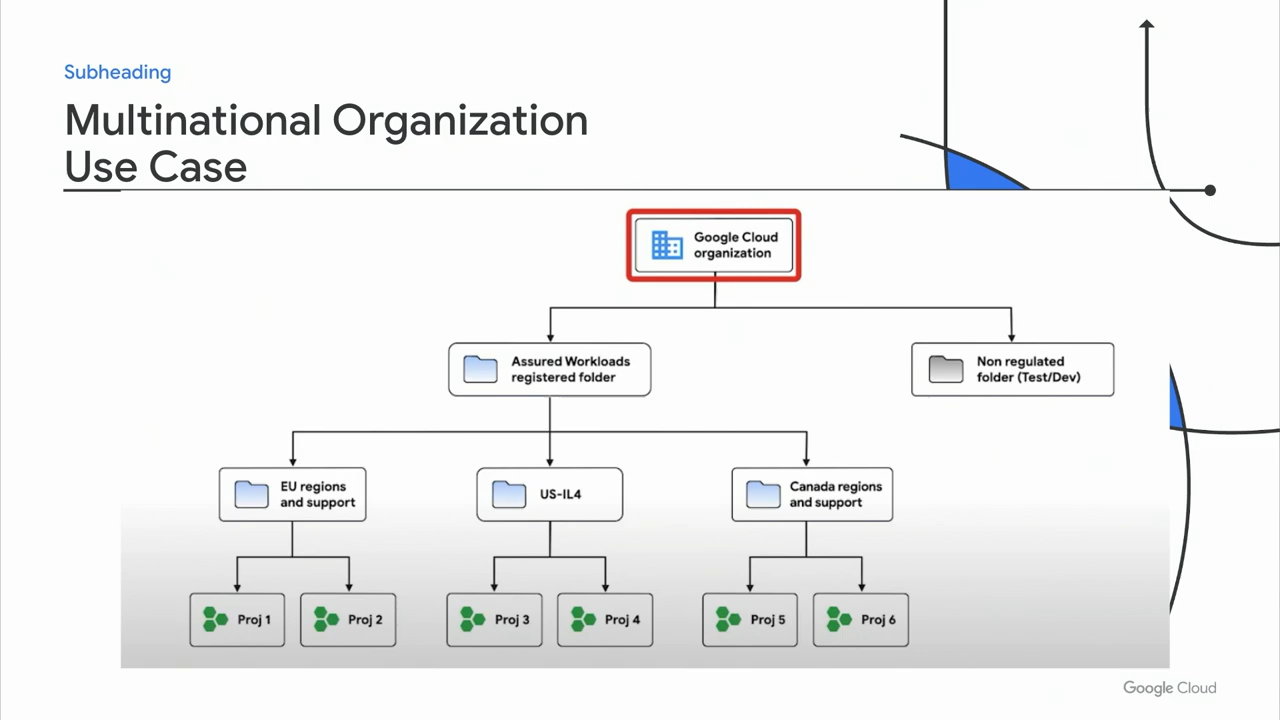 Subheading
Multinational Organization
Use Case
Google Cloud
organization
Assured Workloads
registered folder
Non regulated
folder (Test/Dev)
EU regions
and support
US-IL4
Canada regions
and support
Proj 1
Proj 2
Proj 3
Proj 4
Proj 5
Proj 6
Google Cloud